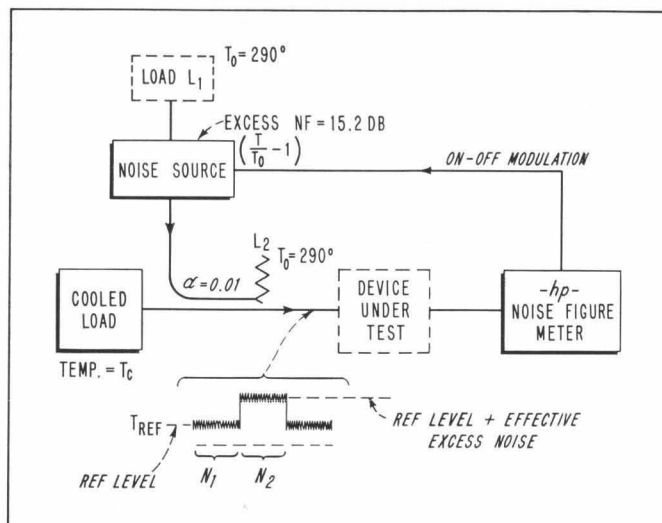 T₀ = 290°
LOAD L₁
EXCESS NF = 15.2 DB
(T/T₀ - 1)
NOISE SOURCE
ON-OFF MODULATION
L₂
T₀ = 290°
α = 0.01
COOLED
LOAD
DEVICE
UNDER
TEST
-hp-
NOISE FIGURE
METER
TEMP. = T_C
T_REF
REF LEVEL + EFFECTIVE
EXCESS NOISE
REF LEVEL
N₁
N₂